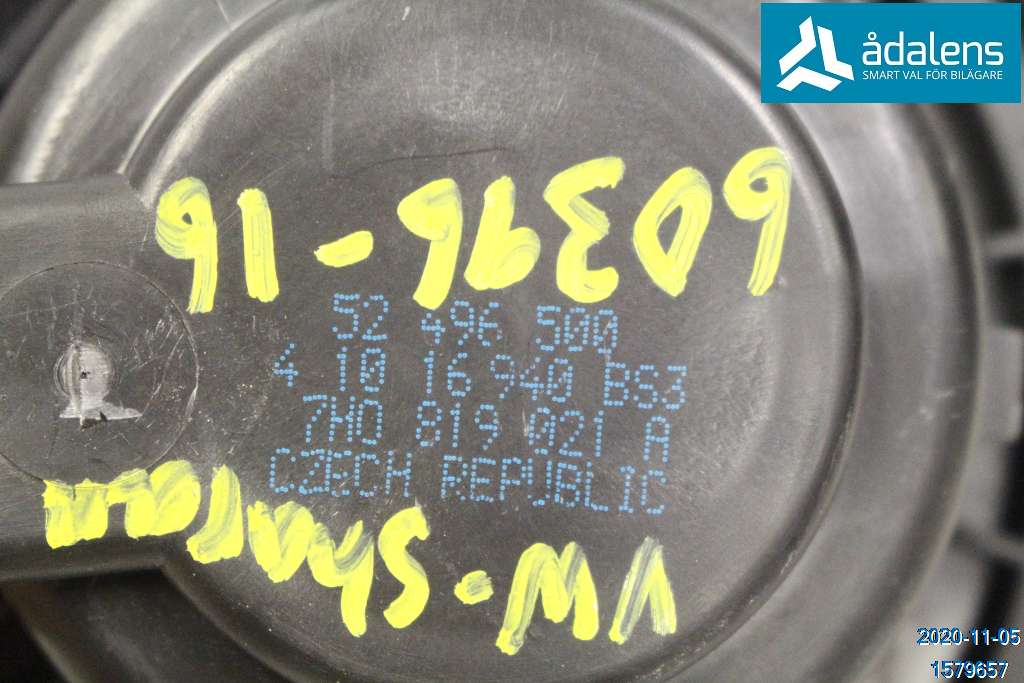 ådalens
SMART VAL FÖR BILÄGARE
60396-16
52 496 500
4 10 16 940 BS3
7H0 819 021 A
CZECH REPUBLIC
VW-Sharan
2020-11-05
1579657